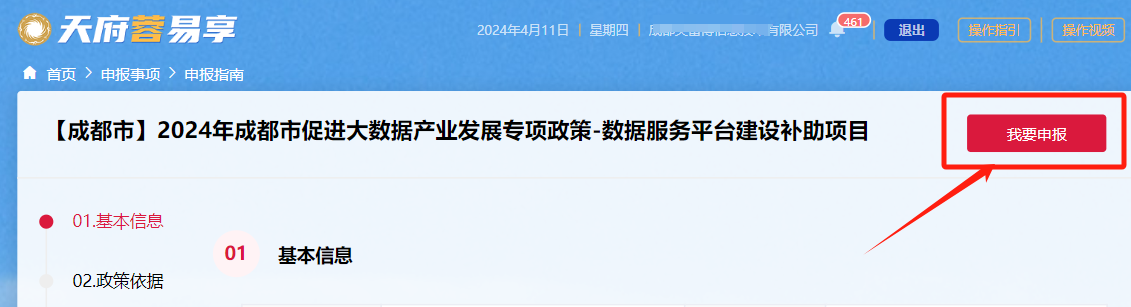 天府蓉易享
2024年4月11日 星期四 成都 有限公司 461 退出 操作指引 操作视频
首页 > 申报事项 > 申报指南
【成都市】2024年成都市促进大数据产业发展专项政策-数据服务平台建设补助项目 我要申报
01.基本信息
01 基本信息
02.政策依据